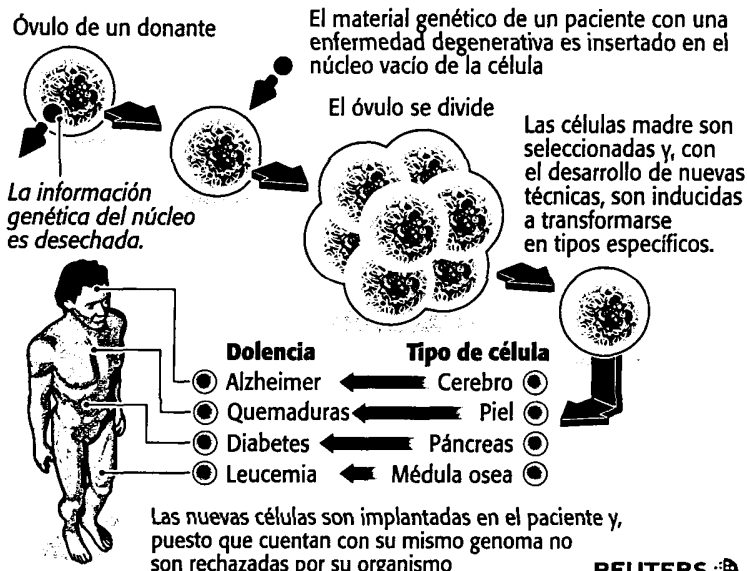 Óvulo de un donante
El material genético de un paciente con una
enfermedad degenerativa es insertado en el
núcleo vacío de la célula
El óvulo se divide
Las células madre son
seleccionadas y, con
el desarrollo de nuevas
técnicas, son inducidas
a transformarse
en tipos específicos.
La información
genética del núcleo
es desechada.
Dolencia Tipo de célula
Alzheimer Cerebro
Quemaduras Piel
Diabetes Páncreas
Leucemia Médula osea
Las nuevas células son implantadas en el paciente y,
puesto que cuentan con su mismo genoma no
son rechazadas por su organismo
REUTERS